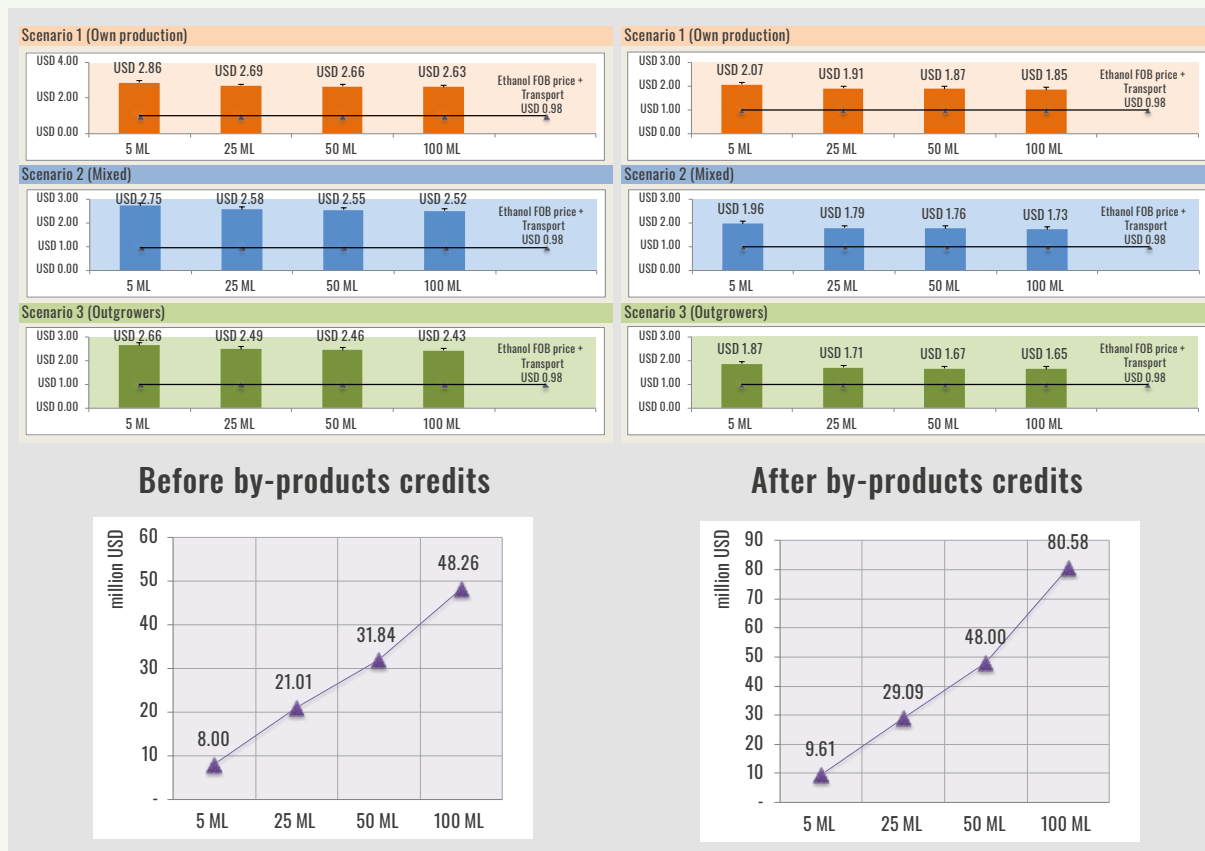 Scenario 1 (Own production)
USD 4.00
USD 2.00
USD 0.00
USD 2.86
USD 2.69
USD 2.66
USD 2.63
Ethanol FOB price +
Transport
USD 0.98
5 ML
25 ML
50 ML
100 ML
Scenario 2 (Mixed)
USD 3.00
USD 2.00
USD 1.00
USD 0.00
USD 2.75
USD 2.58
USD 2.55
USD 2.52
Ethanol FOB price +
Transport
USD 0.98
5 ML
25 ML
50 ML
100 ML
Scenario 3 (Outgrowers)
USD 3.00
USD 2.00
USD 1.00
USD 0.00
USD 2.66
USD 2.49
USD 2.46
USD 2.43
Ethanol FOB price +
Transport
USD 0.98
5 ML
25 ML
50 ML
100 ML
Before by-products credits
million USD
60
50
40
30
20
10
-
8.00
21.01
31.84
48.26
5 ML
25 ML
50 ML
100 ML
Scenario 1 (Own production)
USD 3.00
USD 2.00
USD 1.00
USD 0.00
USD 2.07
USD 1.91
USD 1.87
USD 1.85
Ethanol FOB price +
Transport
USD 0.98
5 ML
25 ML
50 ML
100 ML
Scenario 2 (Mixed)
USD 3.00
USD 2.00
USD 1.00
USD 0.00
USD 1.96
USD 1.79
USD 1.76
USD 1.73
Ethanol FOB price +
Transport
USD 0.98
5 ML
25 ML
50 ML
100 ML
Scenario 3 (Outgrowers)
USD 3.00
USD 2.00
USD 1.00
USD 0.00
USD 1.87
USD 1.71
USD 1.67
USD 1.65
Ethanol FOB price +
Transport
USD 0.98
5 ML
25 ML
50 ML
100 ML
After by-products credits
million USD
90
80
70
60
50
40
30
20
10
-
9.61
29.09
48.00
80.58
5 ML
25 ML
50 ML
100 ML